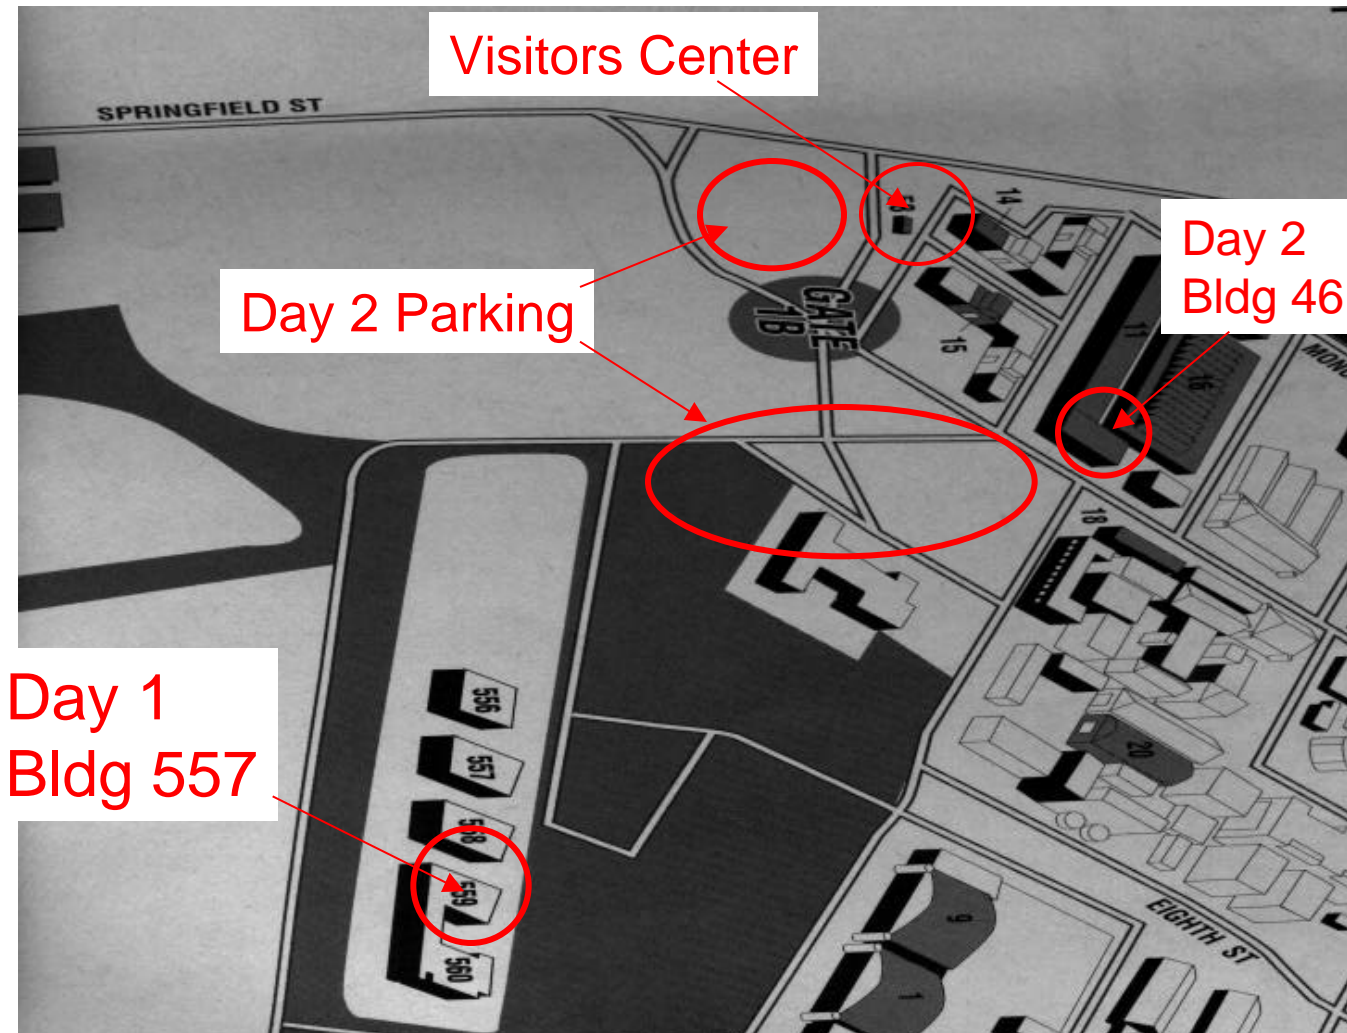 Visitors Center
SPRINGFIELD ST
14
Day 2
Bldg 46
Day 2 Parking
GATE
1B
11
15
16
18
Day 1
Bldg 557
556
557
558
559
560
20
9
1
EIGHTH ST